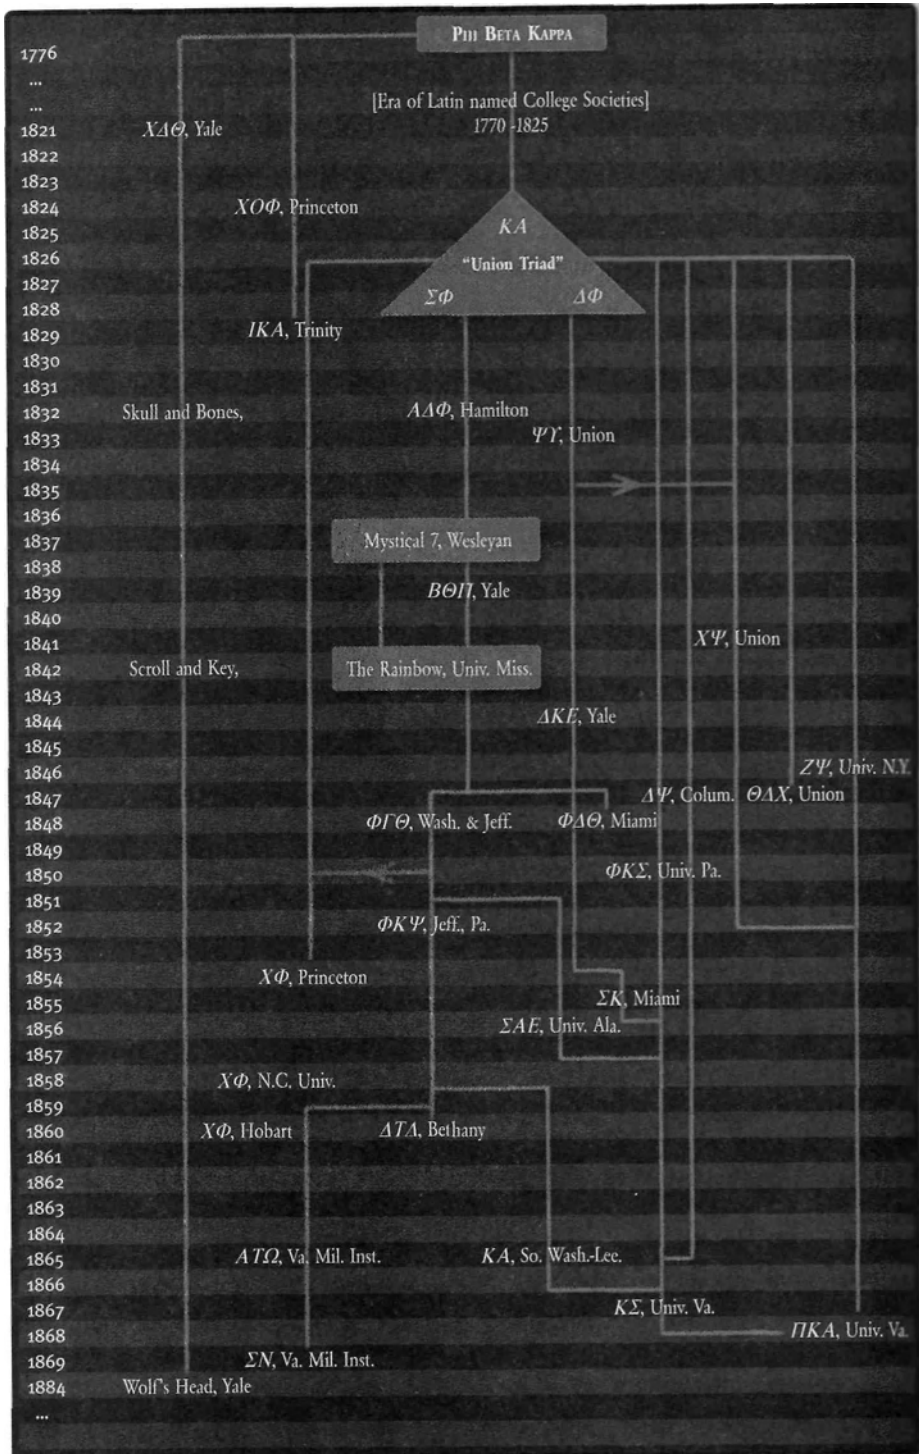 PHI BETA KAPPA
1776
...
[Era of Latin named College Societies]
...
1821 ΧΔΘ, Yale 1770 -1825
1822
1823
1824 ΧΟΦ, Princeton
1825 ΚΑ
1826 "Union Triad"
1827
1828 ΣΦ ΔΦ
1829 ΙΚΑ, Trinity
1830
1831
1832 Skull and Bones, ΑΔΦ, Hamilton
1833 ΨΥ, Union
1834
1835
1836
1837 Mystical 7, Wesleyan
1838
1839 ΒΘΠ, Yale
1840
1841 ΧΨ, Union
1842 Scroll and Key, The Rainbow, Univ. Miss.
1843
1844 ΔΚΕ, Yale
1845
1846 ΖΨ, Univ. N.Y.
1847 ΔΨ, Colum. ΘΔΧ, Union
1848 ΦΓΘ, Wash. & Jeff. ΦΔΘ, Miami
1849
1850 ΦΚΣ, Univ. Pa.
1851
1852 ΦΚΨ, Jeff., Pa.
1853
1854 ΧΦ, Princeton
1855 ΣΚ, Miami
1856 ΣΑΕ, Univ. Ala.
1857
1858 ΧΦ, N.C. Univ.
1859
1860 ΧΦ, Hobart ΔΤΔ, Bethany
1861
1862
1863
1864
1865 ΑΤΩ, Va. Mil. Inst. ΚΑ, So. Wash.-Lee.
1866
1867 ΚΣ, Univ. Va.
1868 ΠΚΑ, Univ. Va.
1869 ΣΝ, Va. Mil. Inst.
1884 Wolf's Head, Yale
...